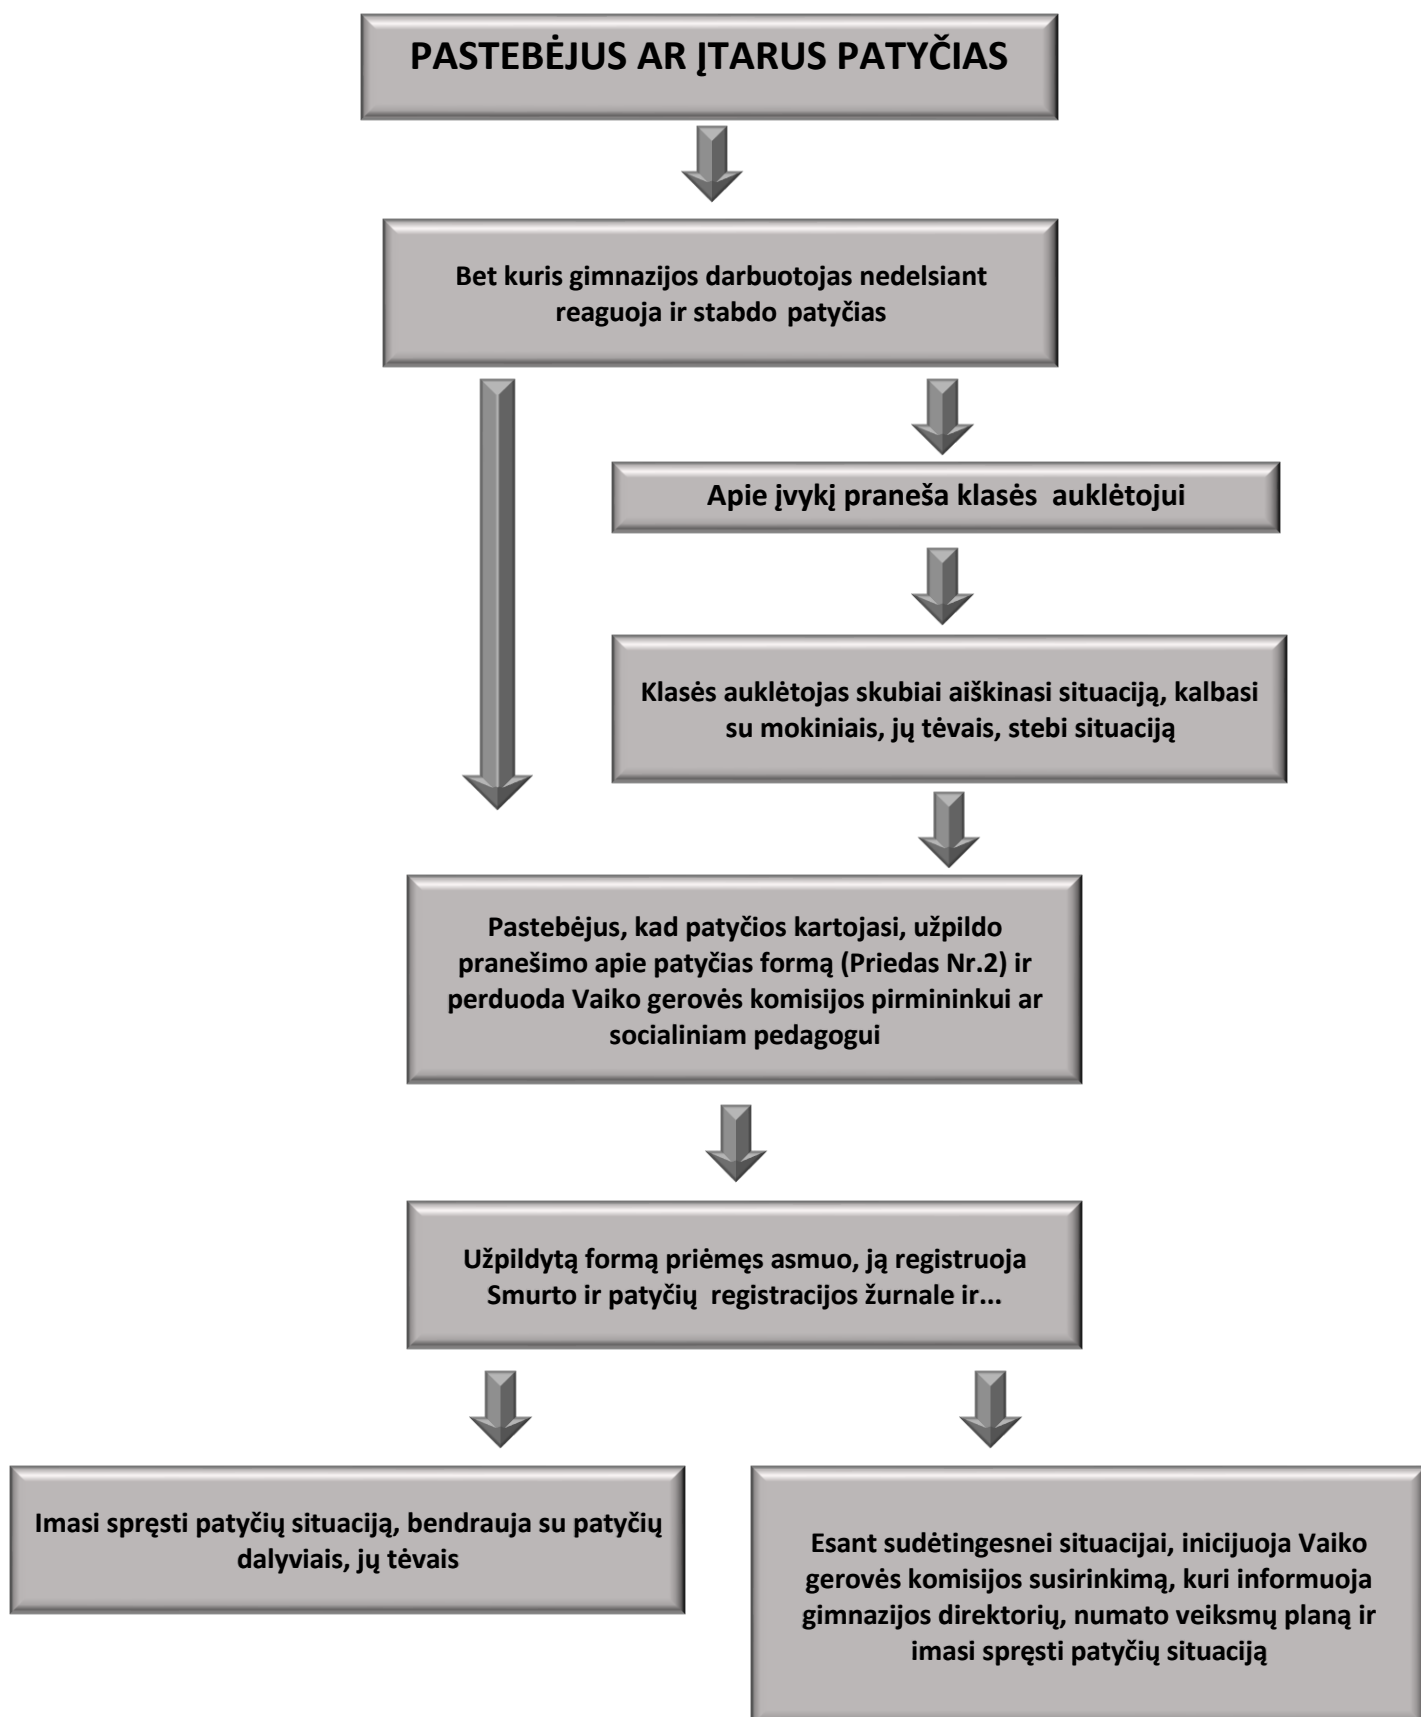 PASTEBĖJUS AR ĮTARUS PATYČIAS
Bet kuris gimnazijos darbuotojas nedelsiant
reaguoja ir stabdo patyčias
Apie įvykį praneša klasės auklėtojui
Klasės auklėtojas skubiai aiškinasi situaciją, kalbasi
su mokiniais, jų tėvais, stebi situaciją
Pastebėjus, kad patyčios kartojasi, užpildo
pranešimo apie patyčias formą (Priedas Nr.2) ir
perduoda Vaiko gerovės komisijos pirmininkui ar
socialiniam pedagogui
Užpildytą formą priėmęs asmuo, ją registruoja
Smurto ir patyčių registracijos žurnale ir...
Imasi spręsti patyčių situaciją, bendrauja su patyčių
dalyviais, jų tėvais
Esant sudėtingesnei situacijai, inicijuoja Vaiko
gerovės komisijos susirinkimą, kuri informuoja
gimnazijos direktorių, numato veiksmų planą ir
imasi spręsti patyčių situaciją